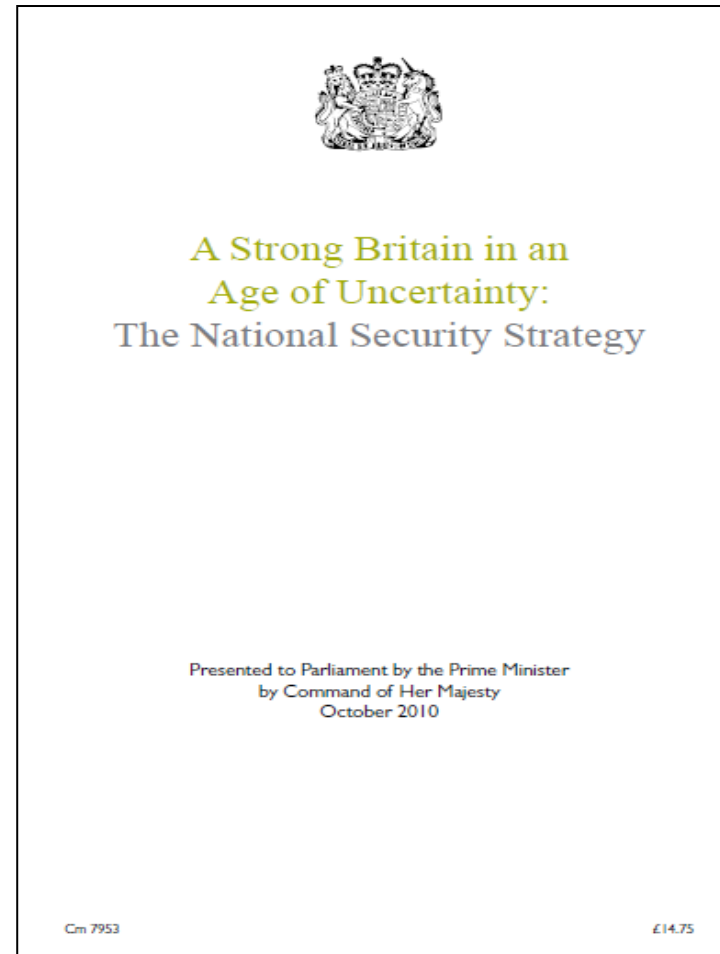 A Strong Britain in an
Age of Uncertainty:
The National Security Strategy
Presented to Parliament by the Prime Minister
by Command of Her Majesty
October 2010
Cm 7953
£14.75